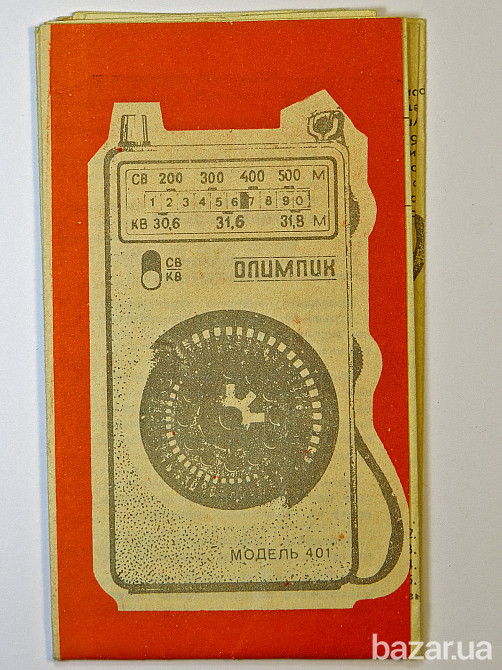 СВ 200 300 400 500 М
1 2 3 4 5 6 7 8 9 0
КВ 30,6 31,6 31,8 М
СВ
КВ
ОЛИМПИК
МОДЕЛЬ 401
bazar.ua